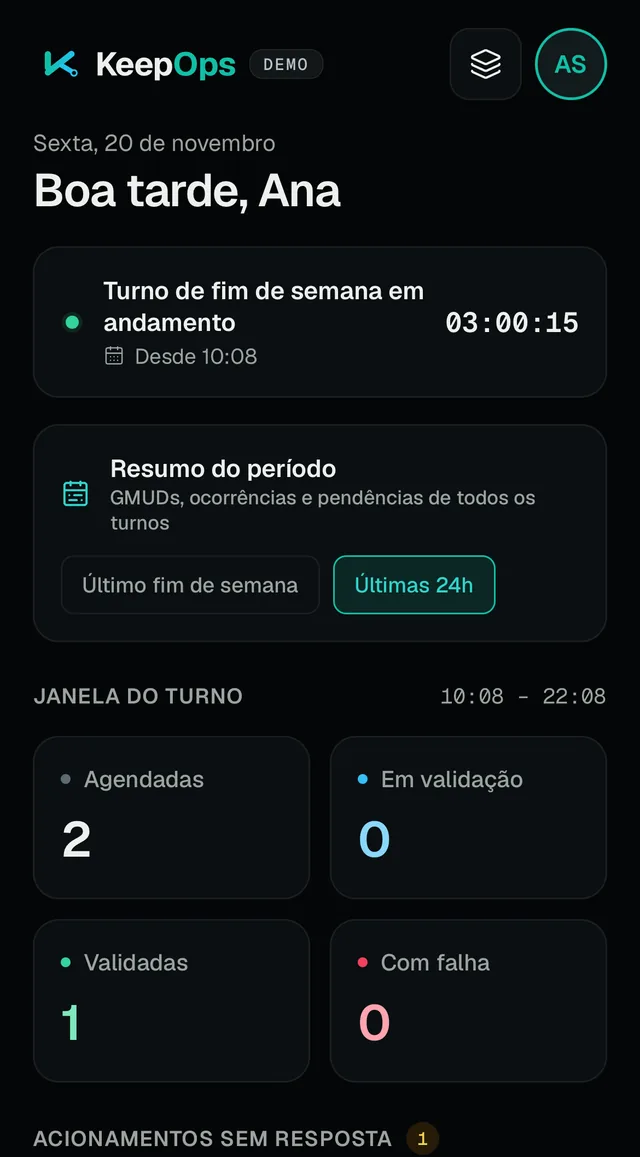 KeepOps DEMO AS
Sexta, 20 de novembro
Boa tarde, Ana
Turno de fim de semana em
andamento
03:00:15
Desde 10:08
Resumo do período
GMUDs, ocorrências e pendências de todos os
turnos
Último fim de semana Últimas 24h
JANELA DO TURNO 10:08 – 22:08
Agendadas
2
Em validação
0
Validadas
1
Com falha
0
ACIONAMENTOS SEM RESPOSTA 1